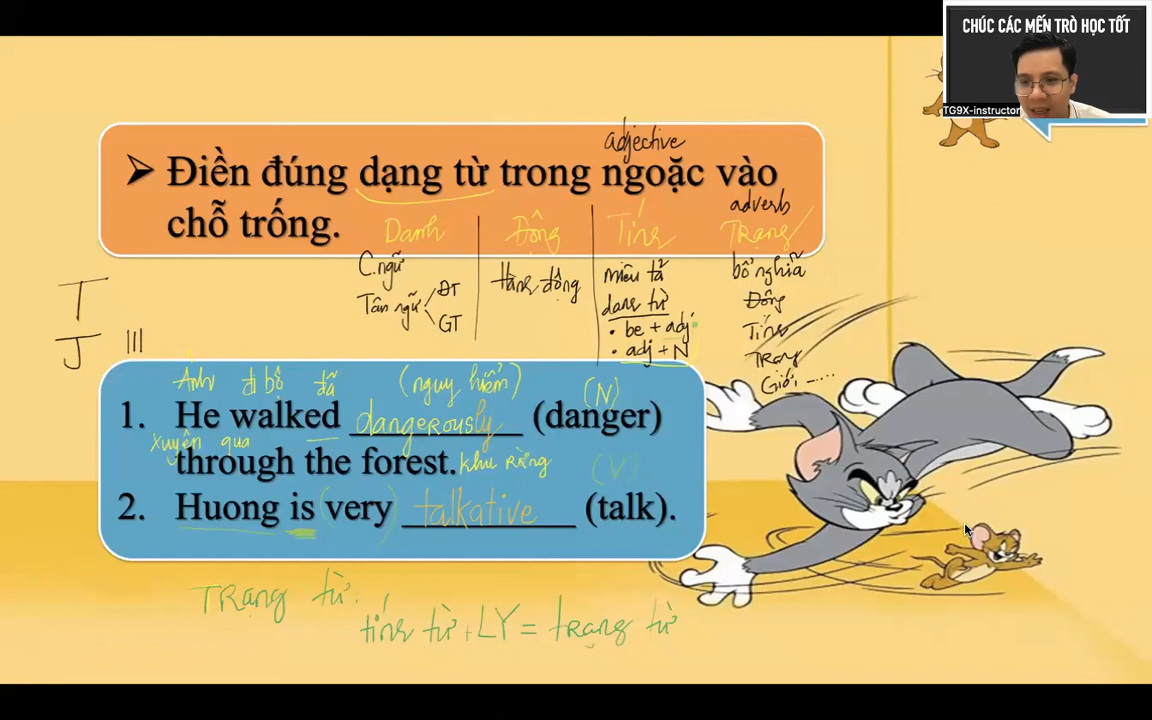 CHÚC CÁC MẾN TRÒ HỌC TỐT
TG9X-instructor
adjective
➢ Điền đúng dạng từ trong ngoặc vào
chỗ trống.
adverb
Danh Động Tính Trạng
C.ngữ Hành động miêu tả bổ nghĩa
Tân ngữ ĐT danh từ Động
GT • be + adj Tính
• adj + N Trạng
Giới .....
T
J |||
Anh đi bộ đã (nguy hiểm) (N)
1. He walked dangerously (danger)
xuyên qua
through the forest. khu rừng (V)
2. Huong is very talkative (talk).
Trạng từ.
tính từ + LY = trạng từ